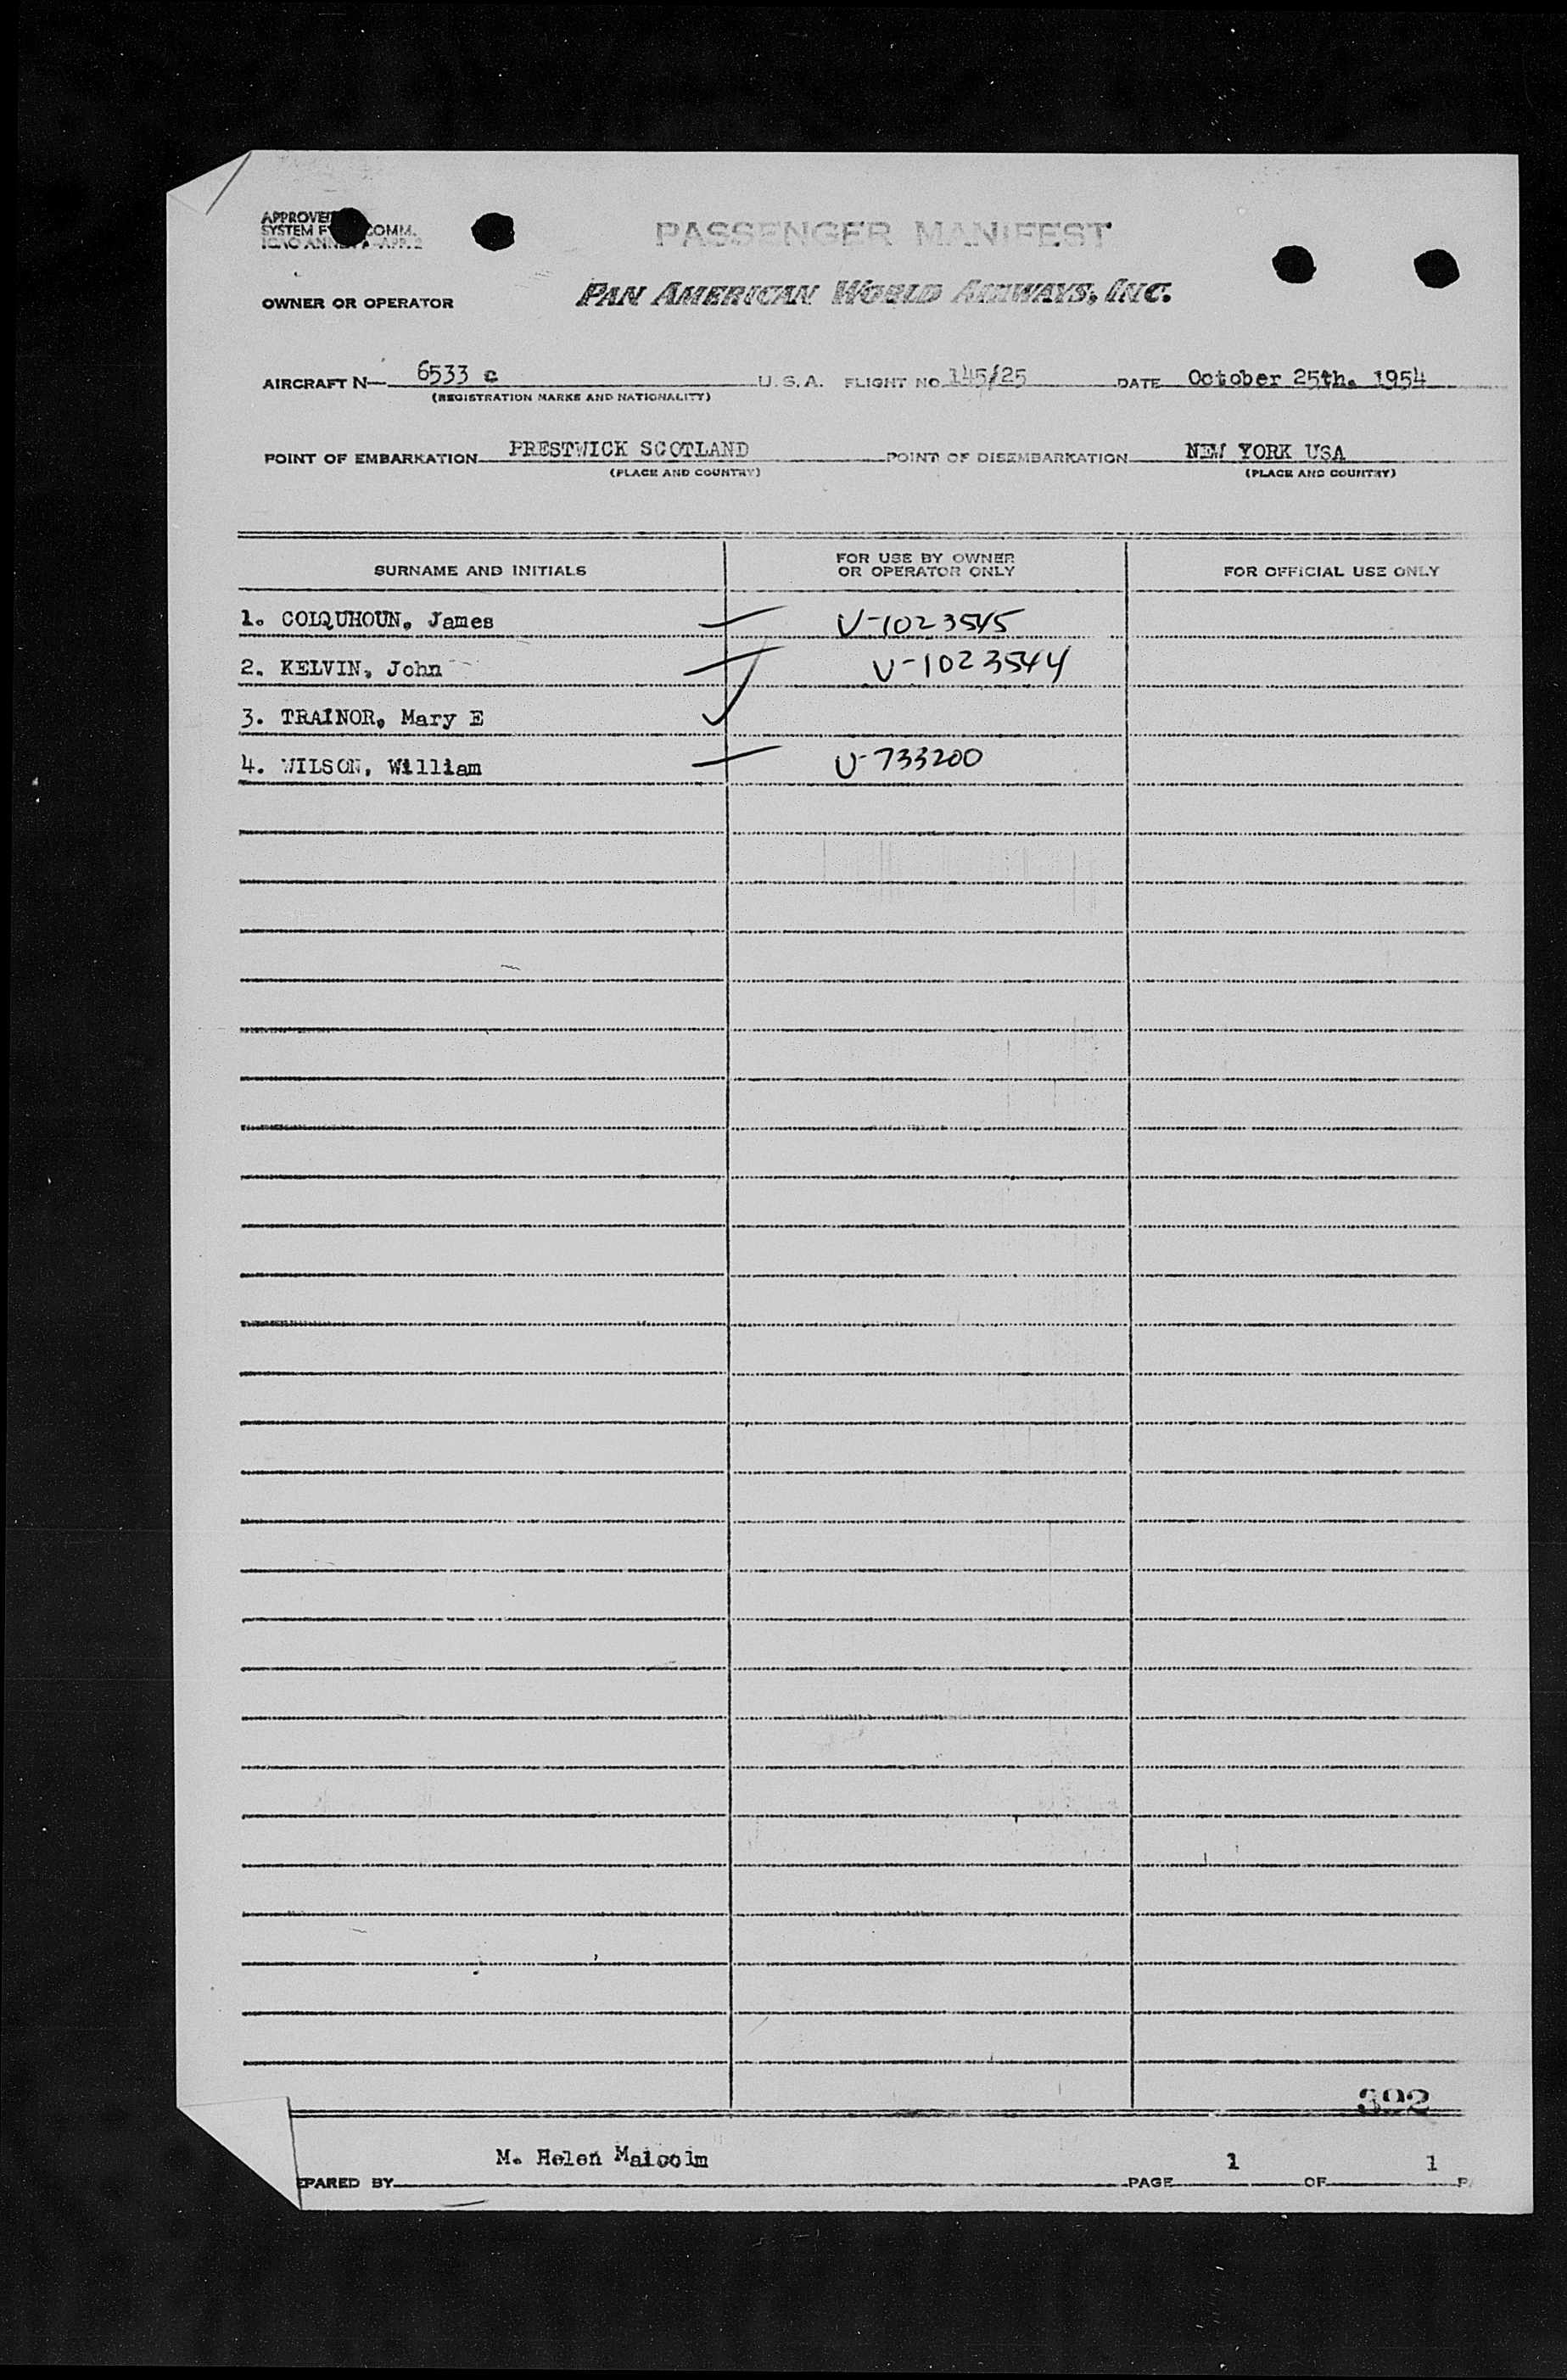 PASSENGER MANIFEST
OWNER OR OPERATOR PAN AMERICAN WORLD AIRWAYS, INC.
AIRCRAFT N— 6533 c U. S. A. FLIGHT NO. 145/25 DATE October 25th. 1954
(REGISTRATION MARKS AND NATIONALITY)
POINT OF EMBARKATION PRESTWICK SCOTLAND POINT OF DISEMBARKATION NEW YORK USA
(PLACE AND COUNTRY) (PLACE AND COUNTRY)
SURNAME AND INITIALS FOR USE BY OWNER OR OPERATOR ONLY FOR OFFICIAL USE ONLY
1. COLQUHOUN, James V-1023545
2. KELVIN, John V-1023544
3. TRAINOR, Mary E
4. WILSON, William V-733200
392
M. Helen Malcolm
EPARED BY PAGE 1 OF 1